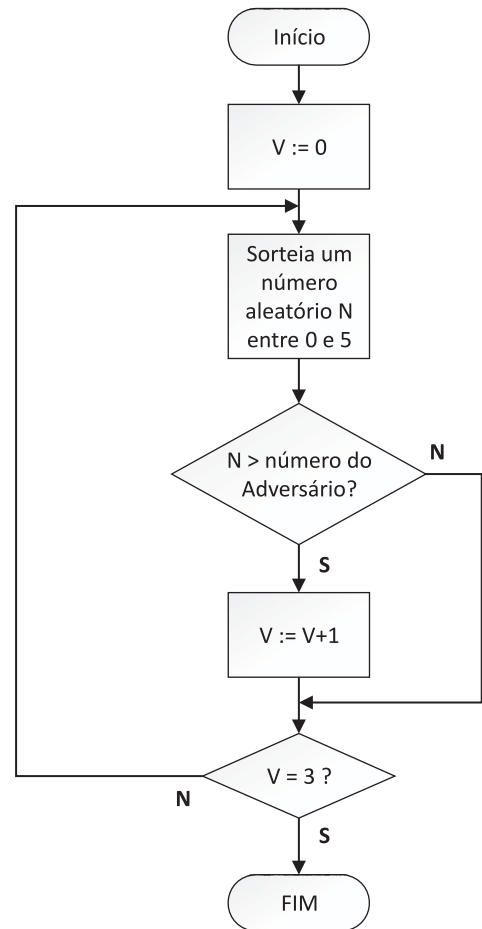 Início
V := 0
Sorteia um
número
aleatório N
entre 0 e 5
N > número do
Adversário?
N
S
V := V+1
V = 3 ?
N
S
FIM